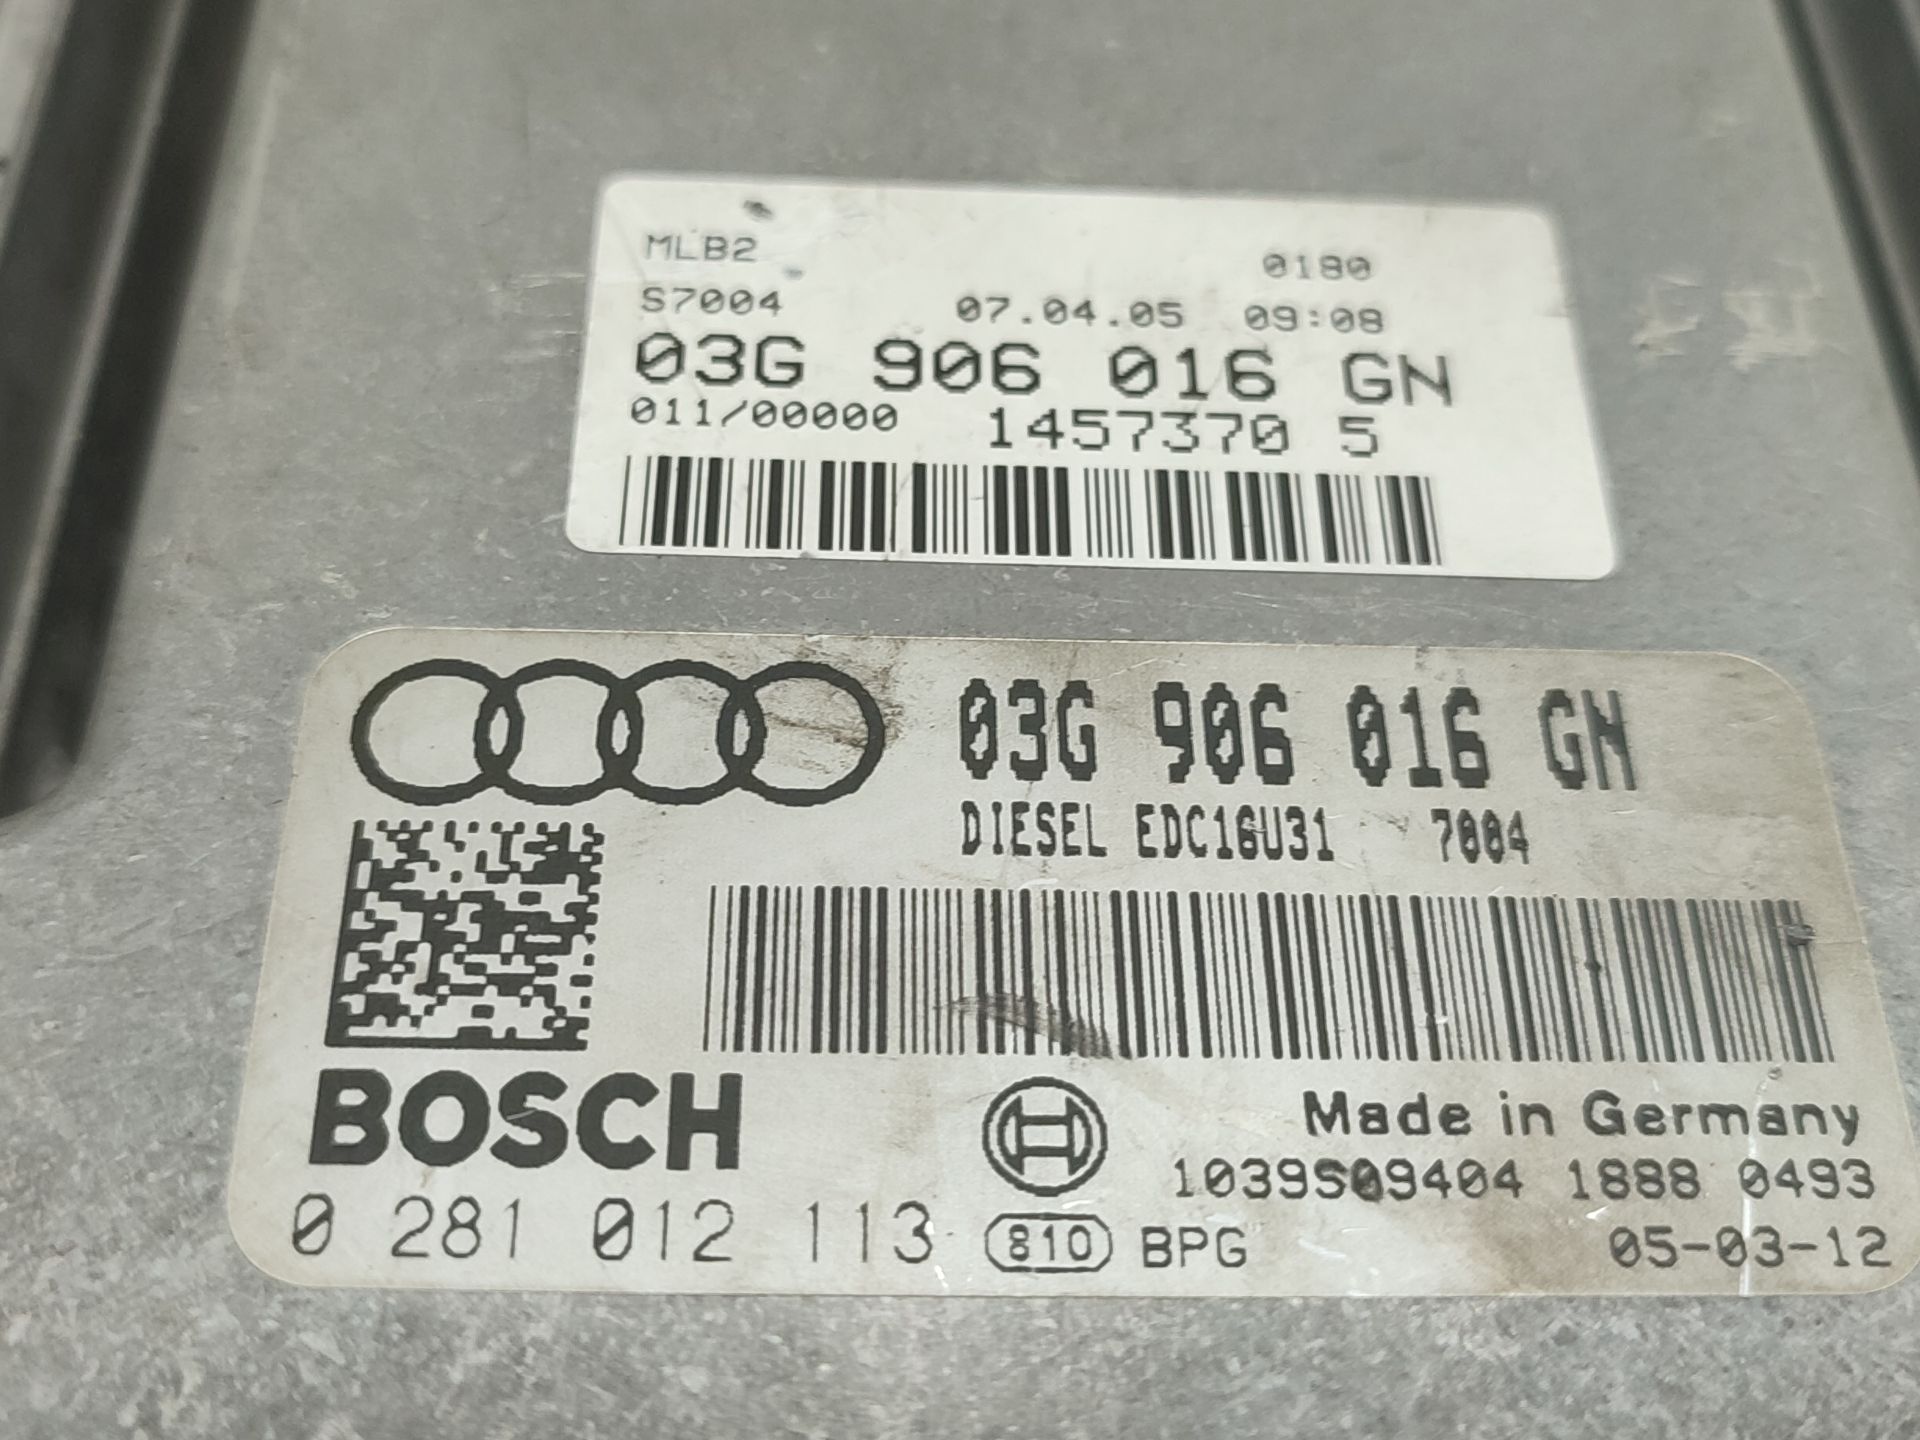 MLB2 0180
S7004 07.04.05 09:08
03G 906 016 GN
011/00000 1457370 5
03G 906 016 GN
DIESEL EDC16U31 7004
BOSCH
Made in Germany
1039S09404 1888 0493
0 281 012 113 810 BPG 05-03-12